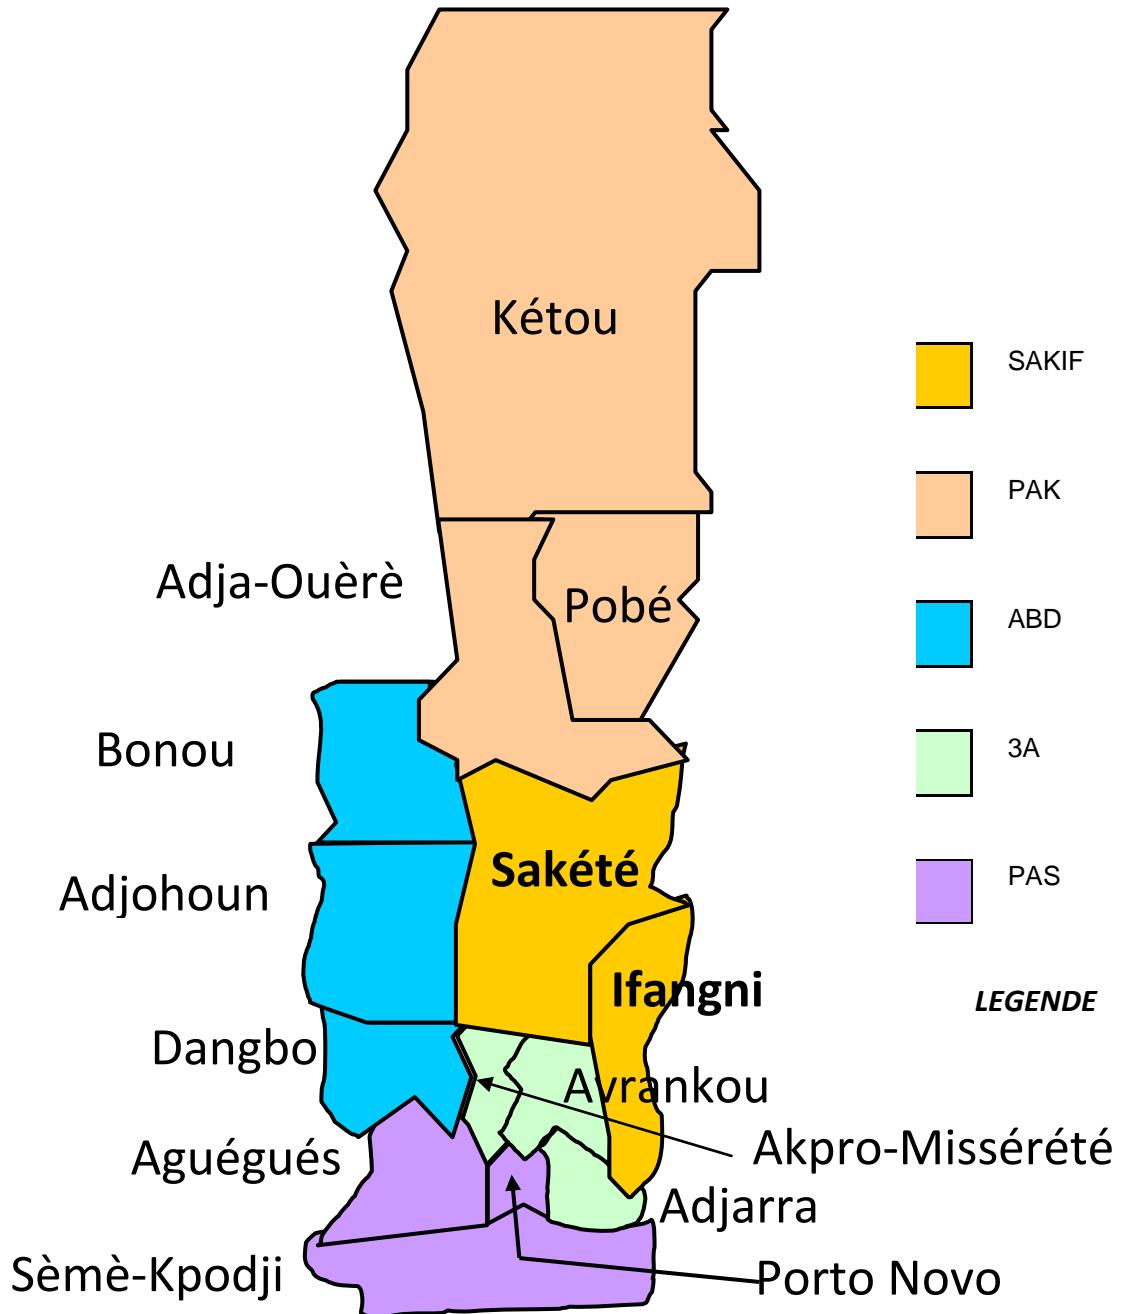 Kétou
SAKIF
PAK
Adja-Ouèrè
Pobé
ABD
Bonou
3A
Sakété
Adjohoun
PAS
Ifangni
LEGENDE
Dangbo
Avrankou
Aguégués
Akpro-Missérété
Adjarra
Sèmè-Kpodji
Porto Novo